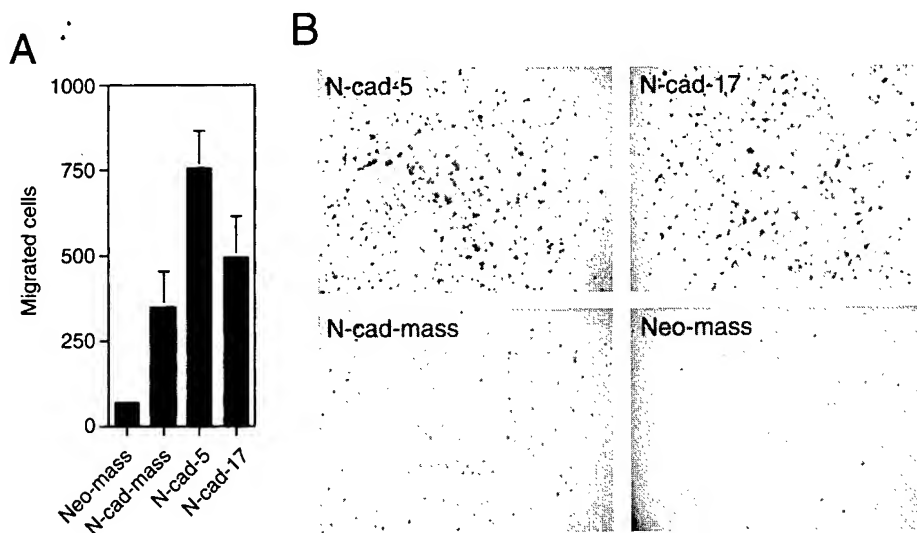 A
1000
750
500
250
0
Migrated cells
Neo-mass
N-cad-mass
N-cad-5
N-cad-17
B
N-cad-5
N-cad-17
N-cad-mass
Neo-mass